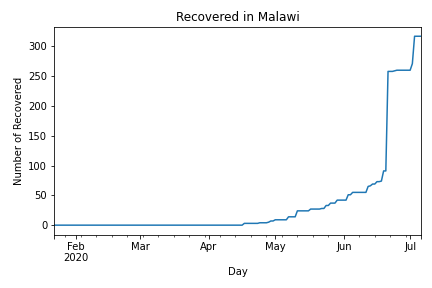 Recovered in Malawi
Number of Recovered
300
250
200
150
100
50
0
Feb
2020
Mar
Apr
May
Jun
Jul
Day